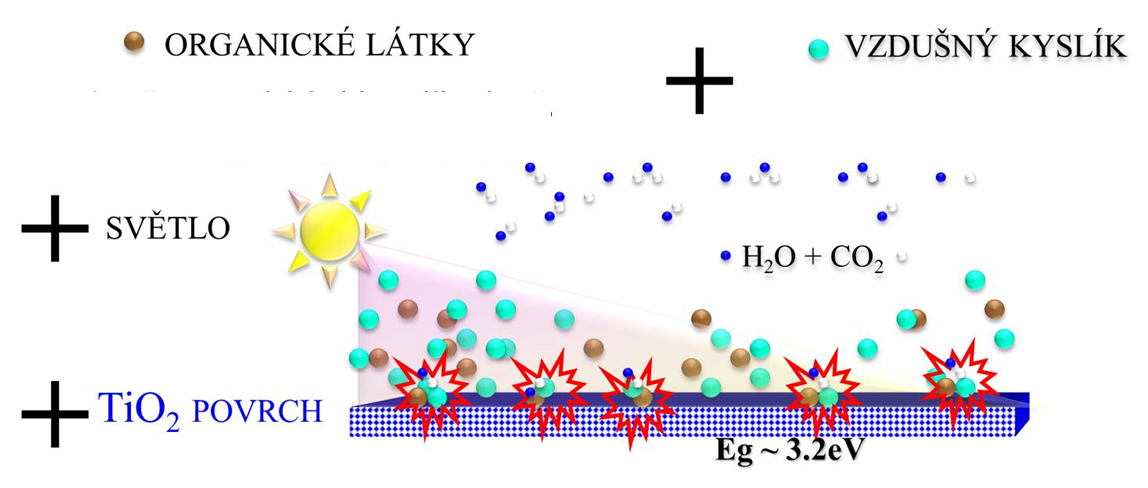 ORGANICKÉ LÁTKY
+
VZDUŠNÝ KYSLÍK
+ SVĚTLO
H₂O + CO₂
+ TiO₂ POVRCH
Eg ~ 3.2eV